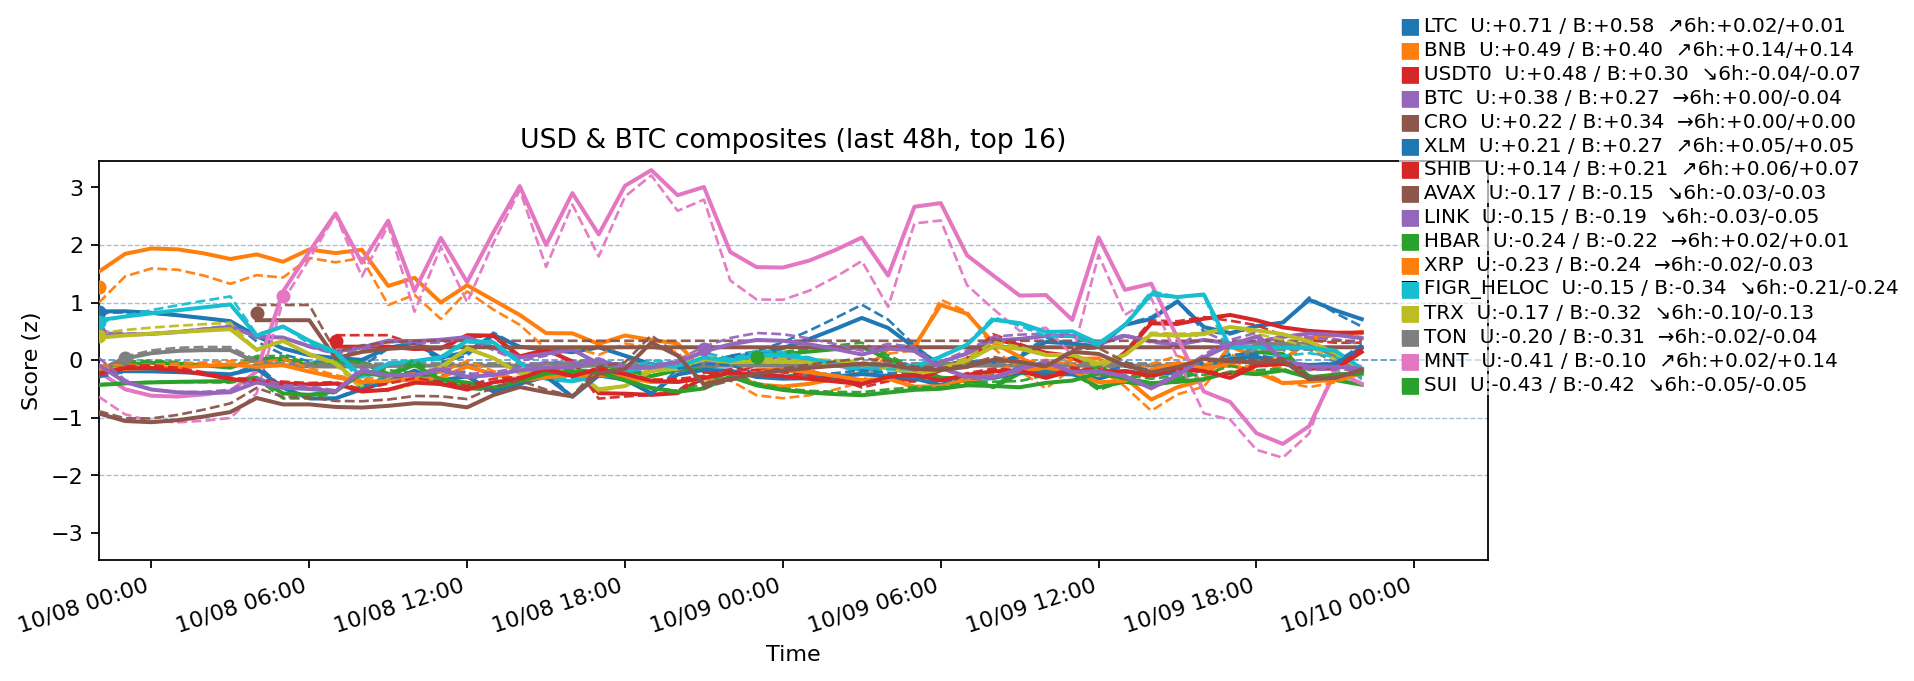 LTC  U:+0.71 / B:+0.58  ↗6h:+0.02/+0.01
BNB  U:+0.49 / B:+0.40  ↗6h:+0.14/+0.14
USDT0  U:+0.48 / B:+0.30  ↘6h:-0.04/-0.07
BTC  U:+0.38 / B:+0.27  →6h:+0.00/-0.04
CRO  U:+0.22 / B:+0.34  →6h:+0.00/+0.00
XLM  U:+0.21 / B:+0.27  ↗6h:+0.05/+0.05
SHIB  U:+0.14 / B:+0.21  ↗6h:+0.06/+0.07
AVAX  U:-0.17 / B:-0.15  ↘6h:-0.03/-0.03
LINK  U:-0.15 / B:-0.19  ↘6h:-0.03/-0.05
HBAR  U:-0.24 / B:-0.22  →6h:+0.02/+0.01
XRP  U:-0.23 / B:-0.24  →6h:-0.02/-0.03
FIGR_HELOC  U:-0.15 / B:-0.34  ↘6h:-0.21/-0.24
TRX  U:-0.17 / B:-0.32  ↘6h:-0.10/-0.13
TON  U:-0.20 / B:-0.31  →6h:-0.02/-0.04
MNT  U:-0.41 / B:-0.10  ↗6h:+0.02/+0.14
SUI  U:-0.43 / B:-0.42  ↘6h:-0.05/-0.05
USD & BTC composites (last 48h, top 16)
Score (z)
3
2
1
0
−1
−2
−3
10/08 00:00
10/08 06:00
10/08 12:00
10/08 18:00
10/09 00:00
10/09 06:00
10/09 12:00
10/09 18:00
10/10 00:00
Time